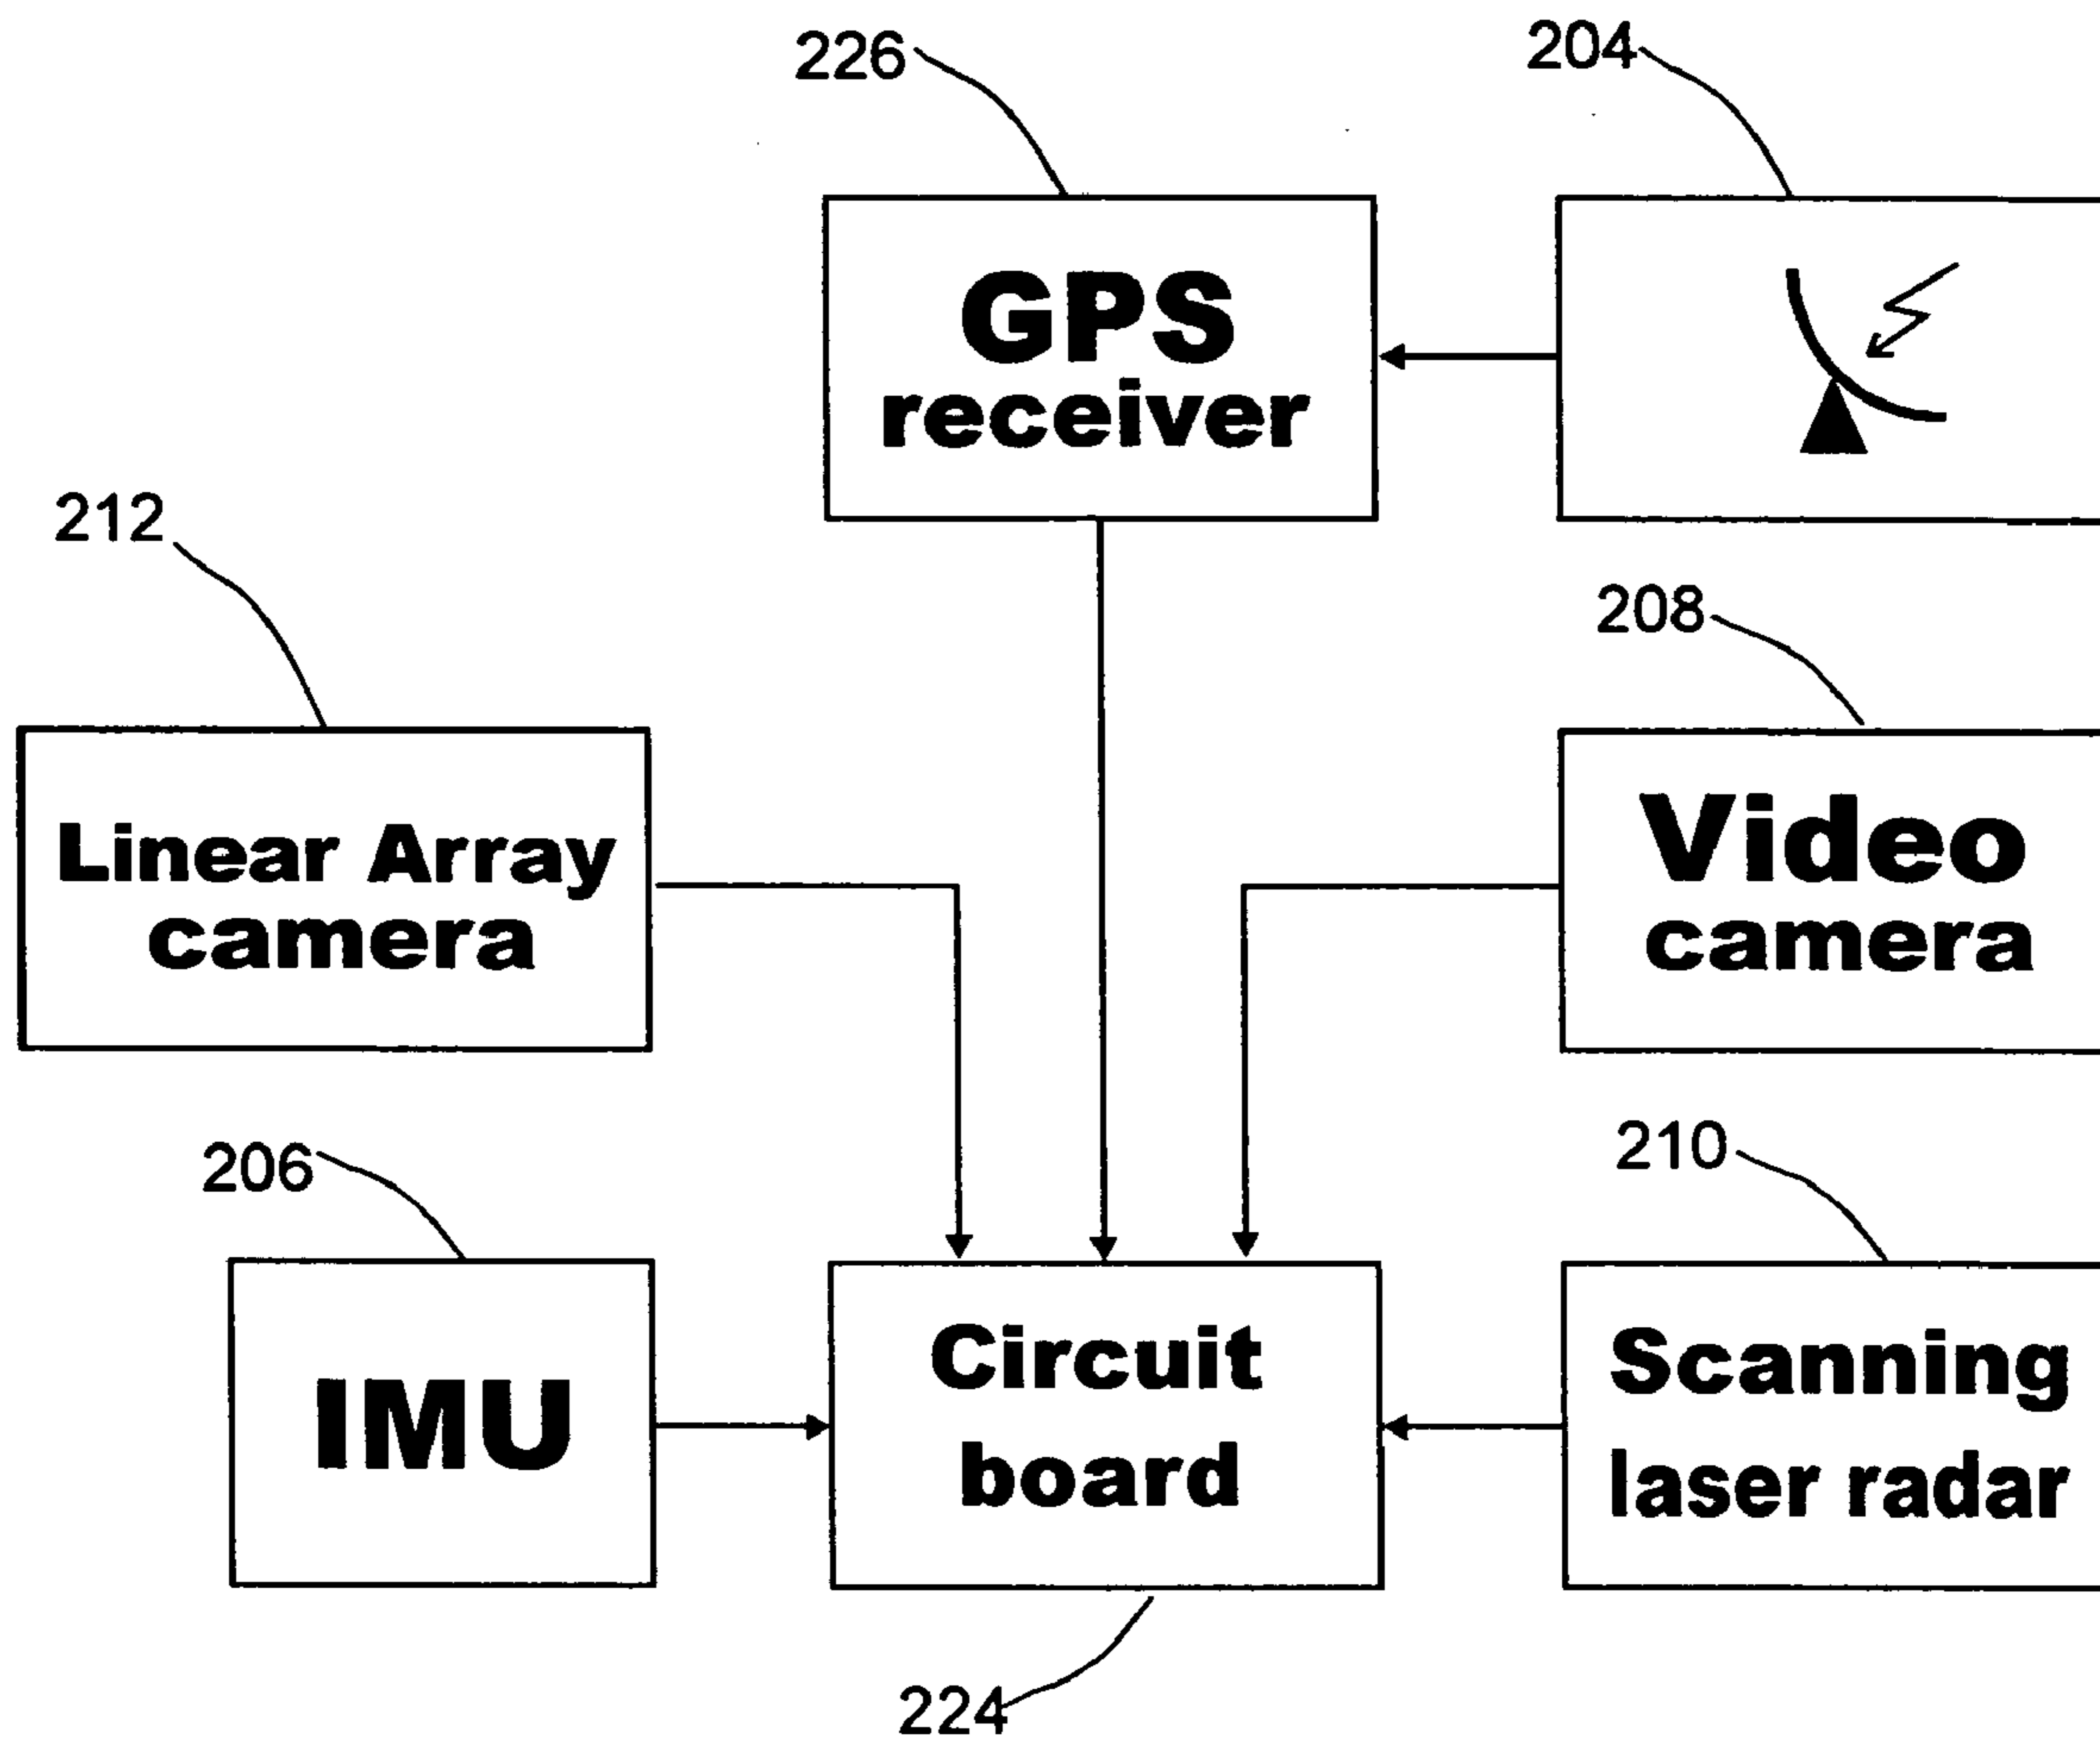 226
204
GPS
receiver
212
208
Linear Array
camera
Video
camera
206
210
IMU
Circuit
board
Scanning
laser radar
224